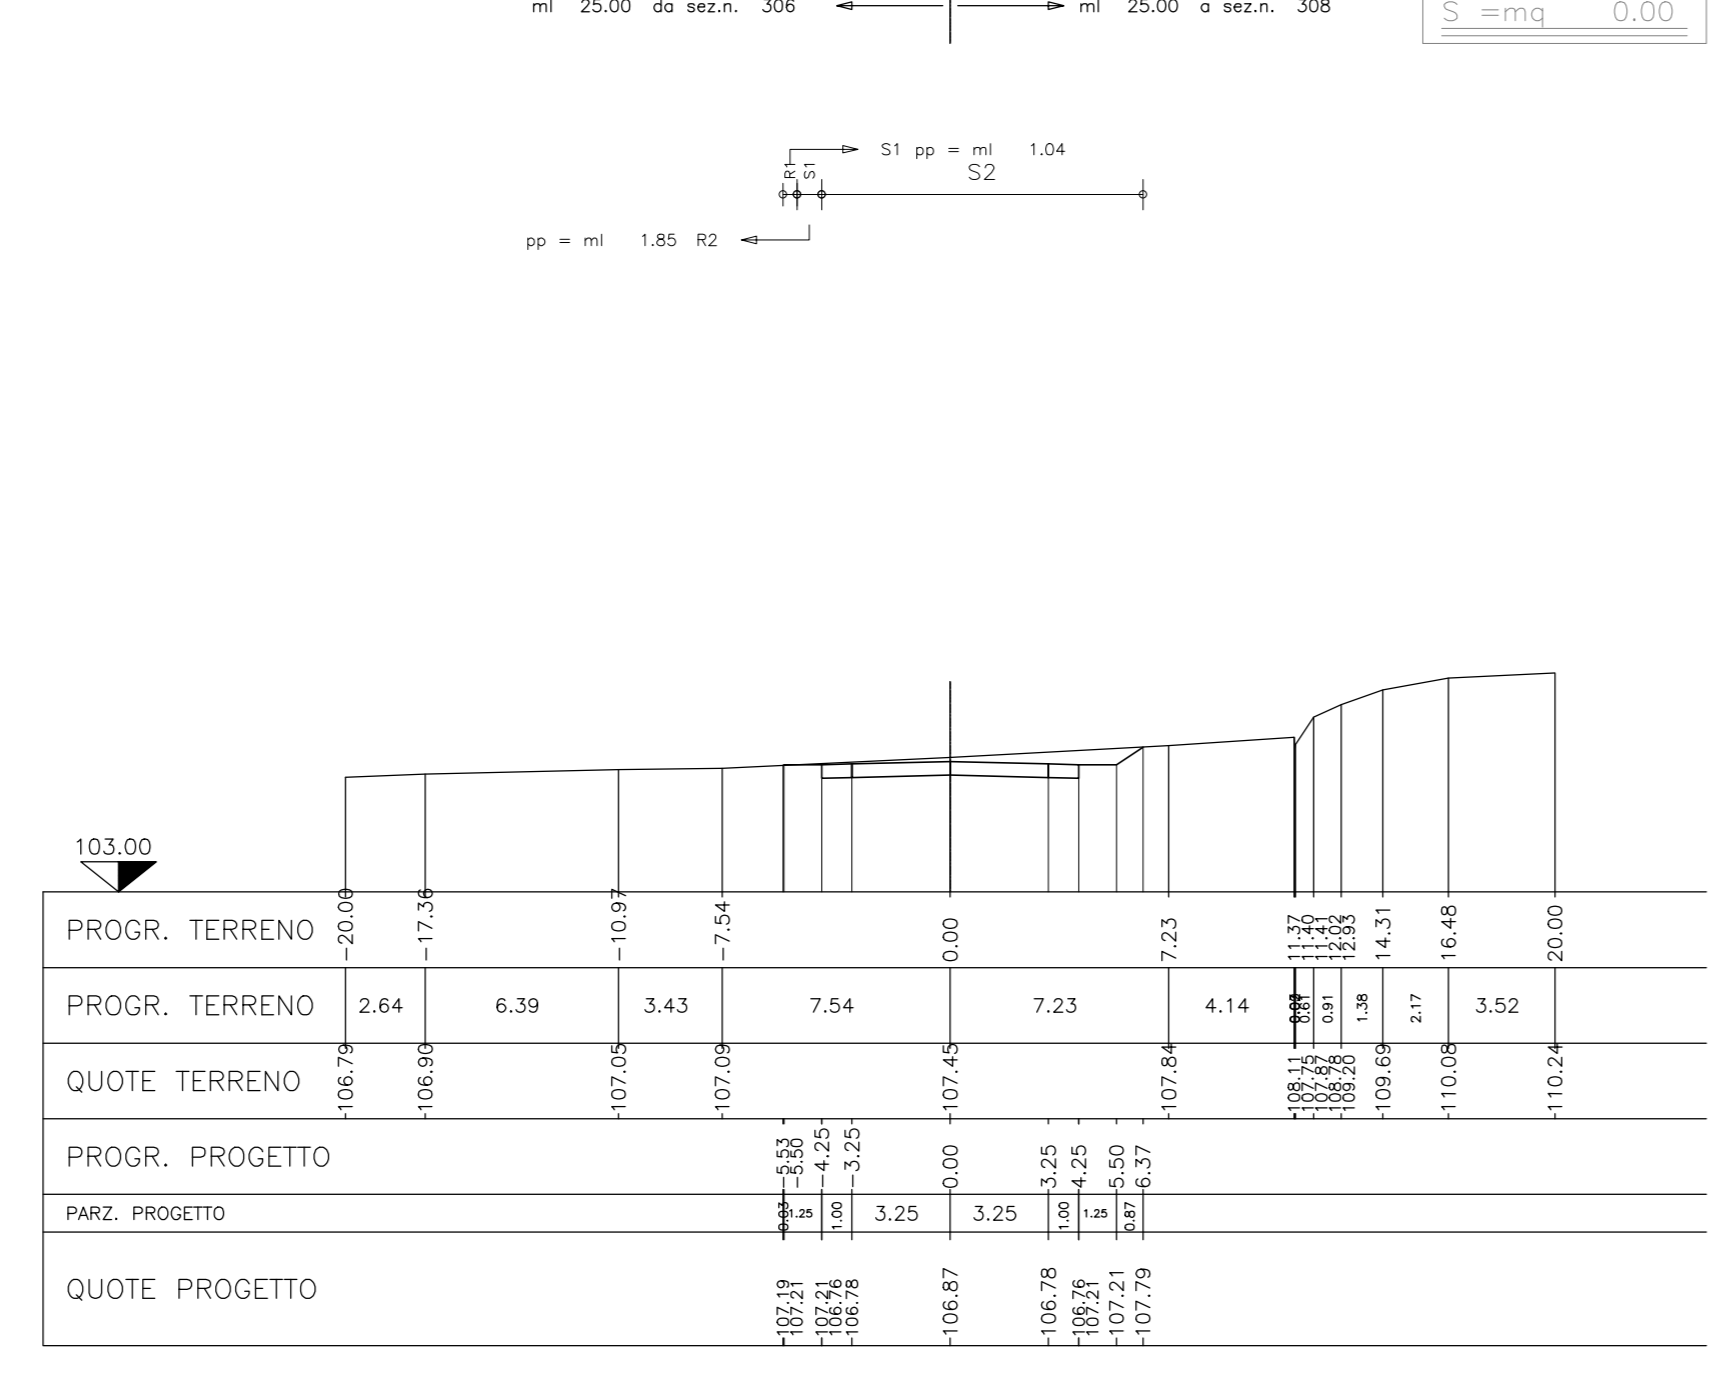 ml 25.00 da sez.n. 306 ml 25.00 a sez.n. 308
S =mq 0.00
S1 pp = ml 1.04
R1 S1 S2
pp = ml 1.85 R2
103.00
PROGR. TERRENO -20.00 -17.36 -10.97 -7.54 0.00 7.23 11.37 11.40 11.41 12.02 12.93 14.31 16.48 20.00
PROGR. TERRENO 2.64 6.39 3.43 7.54 7.23 4.14 0.61 0.91 1.38 2.17 3.52
QUOTE TERRENO 106.79 106.90 107.05 107.09 107.45 107.84 108.11 107.75 107.87 108.78 109.20 109.69 110.08 110.24
PROGR. PROGETTO -5.53 -5.50 -4.25 -3.25 0.00 3.25 4.25 5.50 6.37
PARZ. PROGETTO 0.03 1.25 1.00 3.25 3.25 1.00 1.25 0.87
QUOTE PROGETTO 107.19 107.21 107.21 106.76 106.78 106.87 106.78 106.76 107.21 107.21 107.79